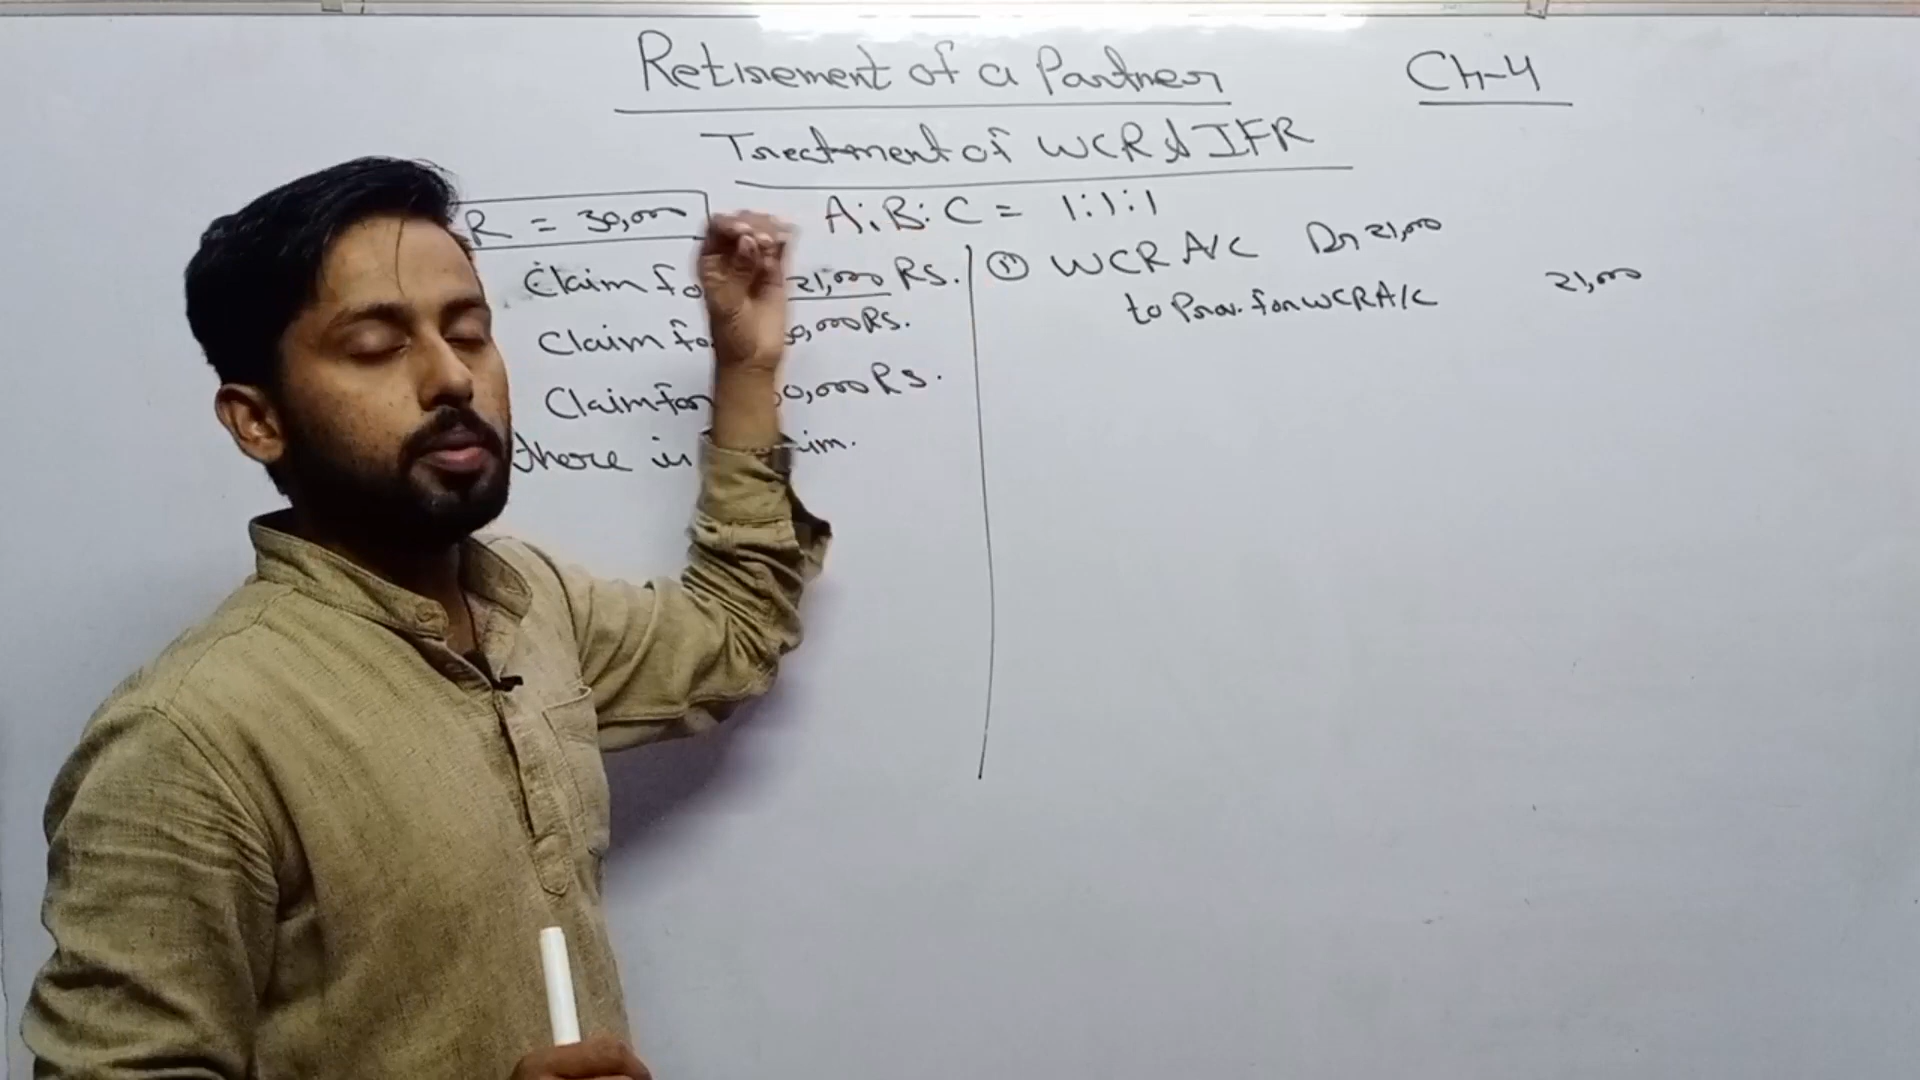 Retirement of a Partner
Ch-4
Treatment of WCR & IFR
R = 30,000
A:B:C = 1:1:1
Claim fo 21,000 Rs.
Claim fo 0,000 Rs.
Claim for 0,000 Rs.
there is im.
WCR A/C Dr 21,000
to Prov. for WCR A/C 21,000